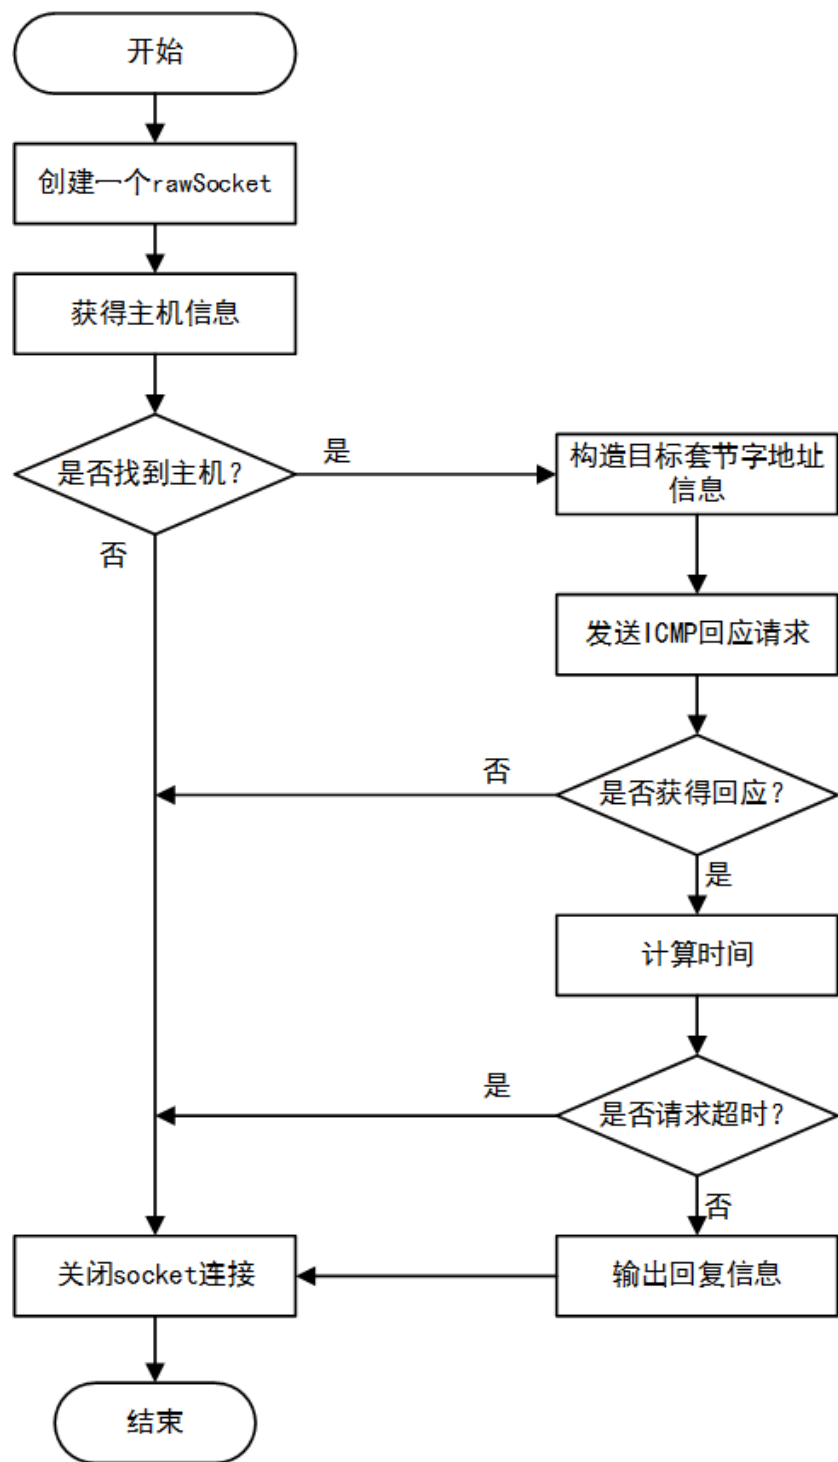 开始
创建一个rawSocket
获得主机信息
是否找到主机？
是
构造目标套节字地址
信息
否
发送ICMP回应请求
否
是否获得回应？
是
计算时间
是
是否请求超时？
否
关闭socket连接
输出回复信息
结束